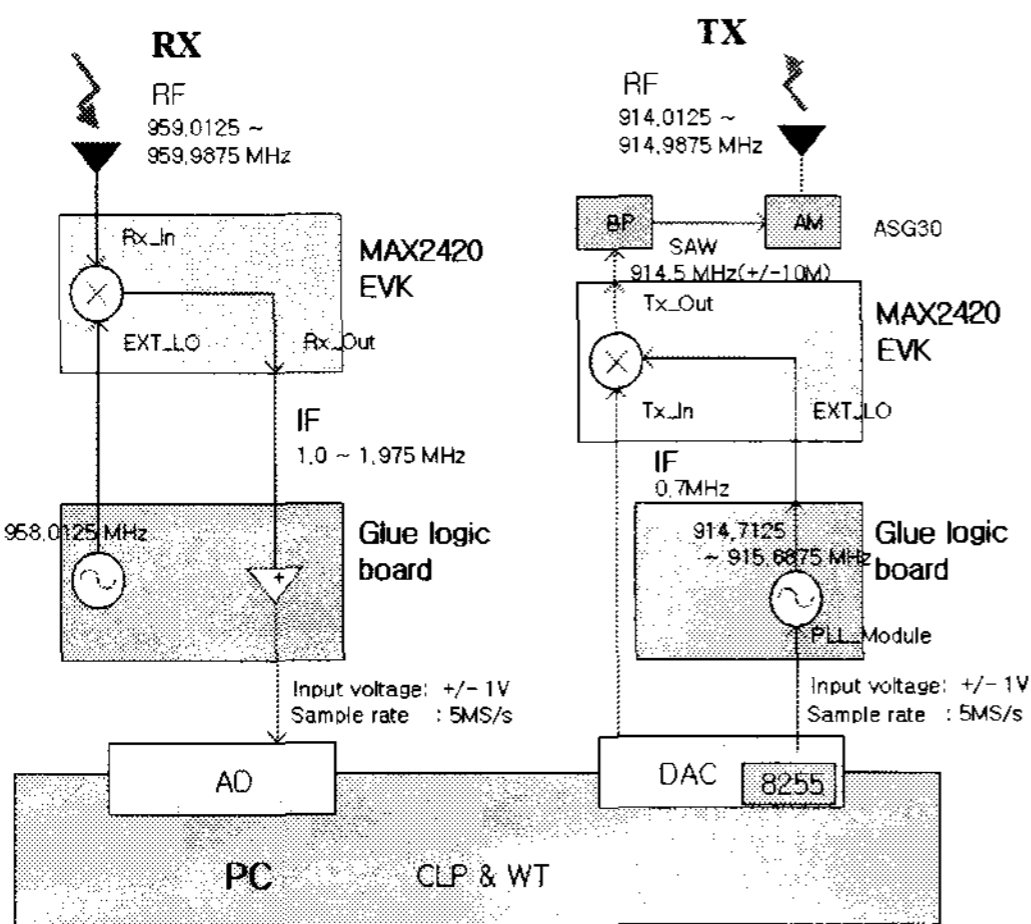 RX
RF
959,0125 ~
959,9875 MHz
Rx_In
MAX2420
EVK
EXT_LO
Rx_Out
IF
1,0 ~ 1,975 MHz
958,0125 MHz
Glue logic
board
Input voltage: +/- 1V
Sample rate : 5MS/s
AD
TX
RF
914,0125 ~
914,9875 MHz
BP
AM
ASG30
SAW
914,5 MHz(+/-10M)
Tx_Out
MAX2420
EVK
Tx_In
EXT_LO
IF
0,7MHz
914,7125
~ 915,6875 MHz
Glue logic
board
PLL_Module
Input voltage: +/- 1V
Sample rate : 5MS/s
DAC
8255
PC
CLP & WT